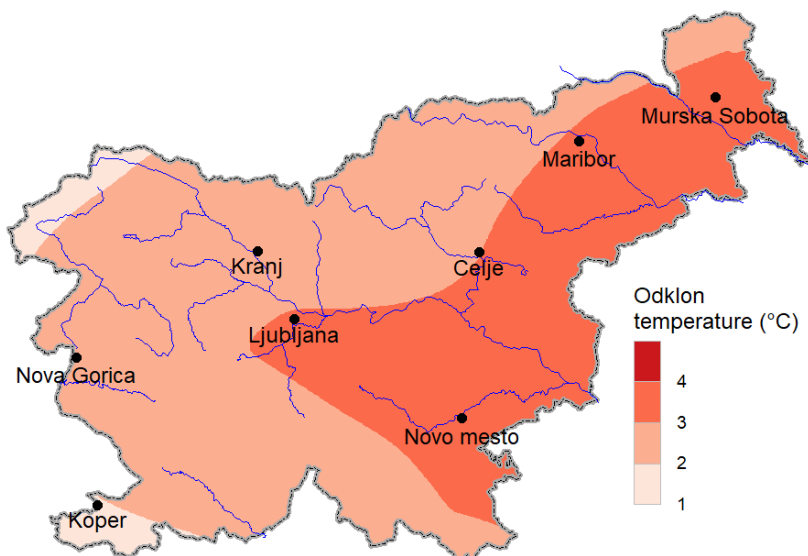 Murska Sobota
Maribor
Kranj
Celje
Ljubljana
Nova Gorica
Novo mesto
Koper
Odklon
temperature (°C)
4
3
2
1